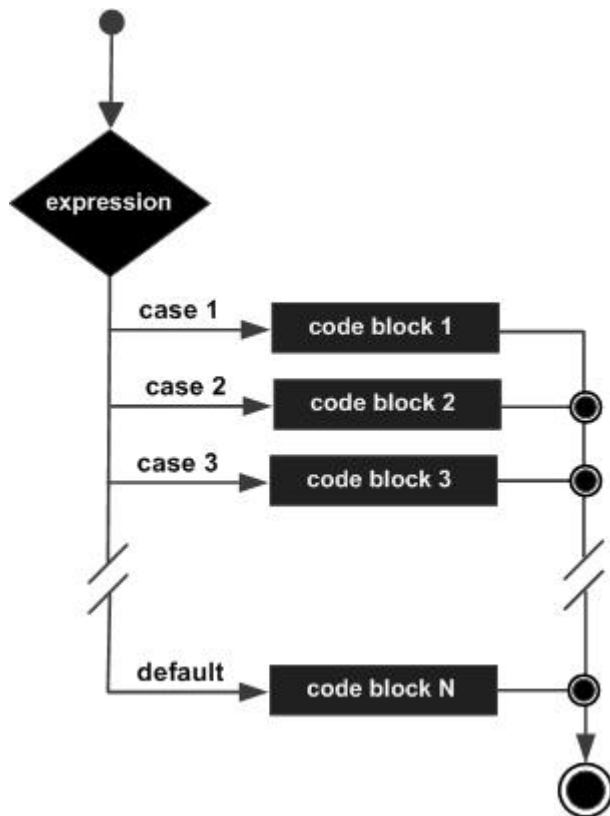 expression
case 1
code block 1
case 2
code block 2
case 3
code block 3
default
code block N